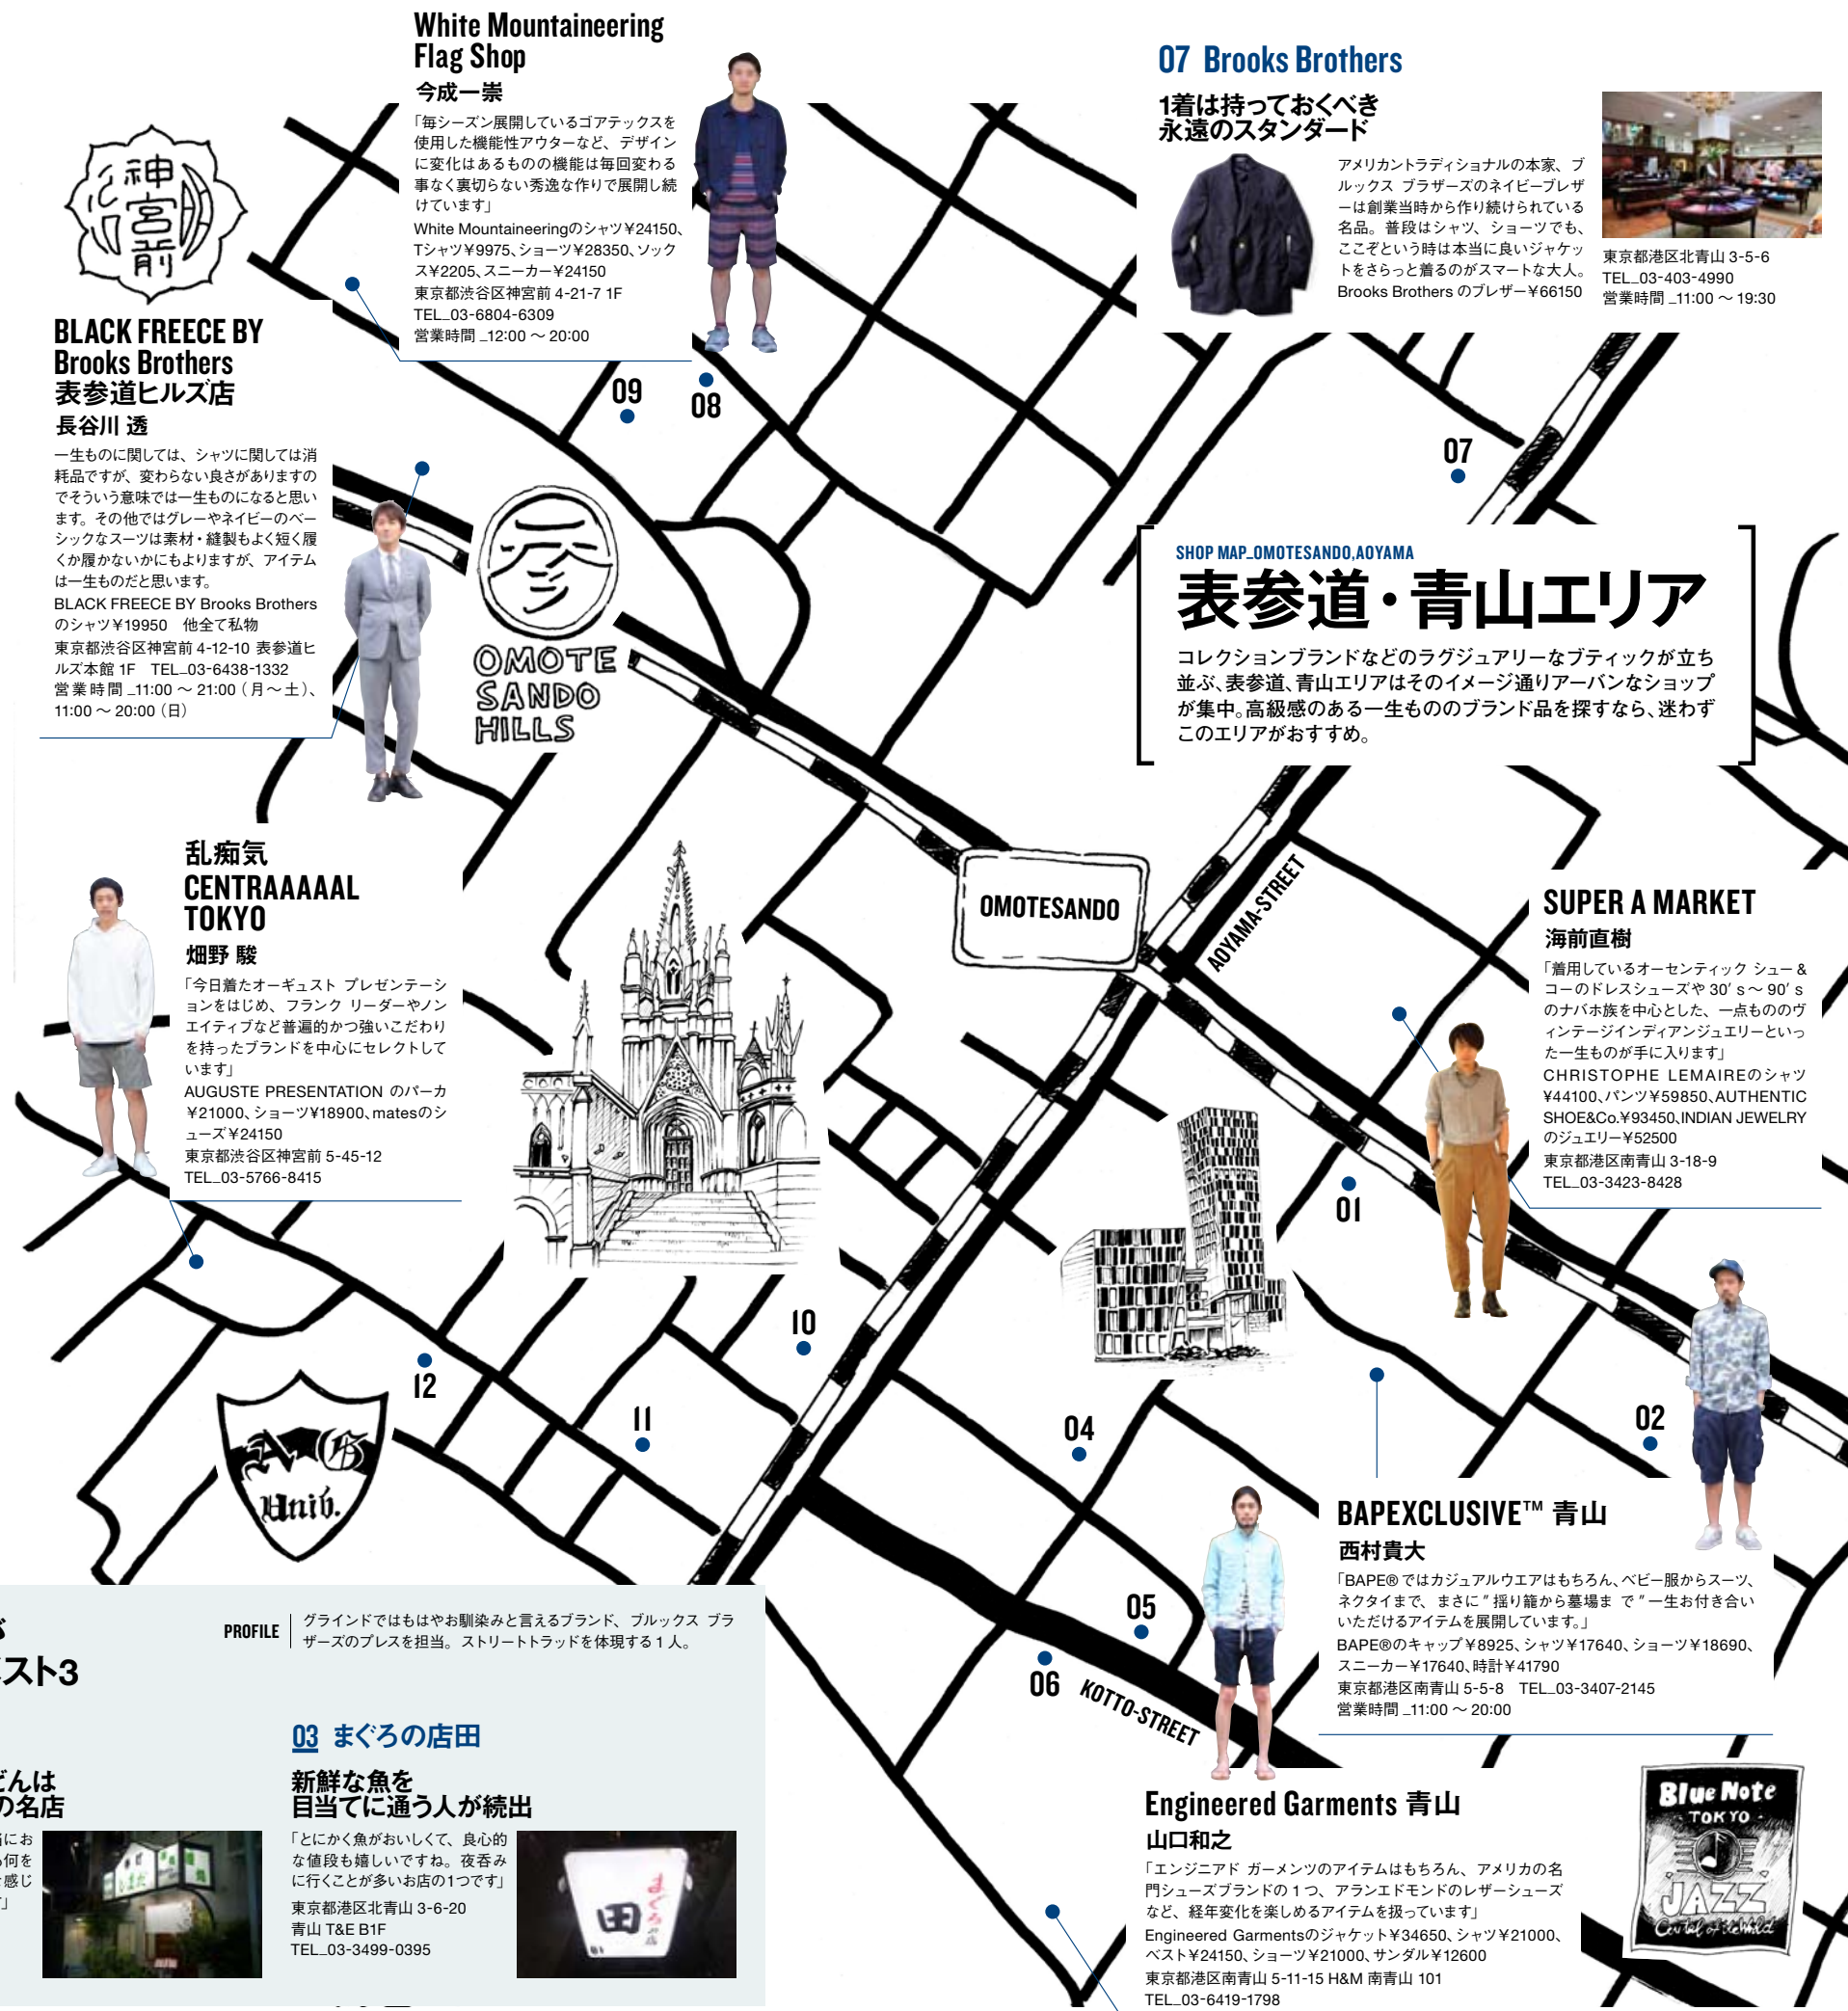 White Mountaineering
Flag Shop
今成一崇
「毎シーズン展開しているゴアテックスを
使用した機能性アウターなど、デザイン
に変化はあるものの機能は毎回変わる
事なく裏切らない秀逸な作りで展開し続
けています」
White Mountaineeringのシャツ¥24150、
Tシャツ¥9975、ショーツ¥28350、ソック
ス¥2205、スニーカー¥24150
東京都渋谷区神宮前 4-21-7 1F
TEL_03-6804-6309
営業時間 _12:00 〜 20:00
07 Brooks Brothers
1着は持っておくべき
永遠のスタンダード
アメリカントラディショナルの本家、ブ
ルックス ブラザーズのネイビーブレザ
ーは創業当時から作り続けられている
名品。普段はシャツ、ショーツでも、
ここぞという時は本当に良いジャケッ
トをさらっと着るのがスマートな大人。
Brooks Brothers のブレザー¥66150
東京都港区北青山 3-5-6
TEL_03-403-4990
営業時間 _11:00 〜 19:30
神宮前
BLACK FREECE BY
Brooks Brothers
表参道ヒルズ店
長谷川 透
一生ものに関しては、シャツに関しては消
耗品ですが、変わらない良さがありますの
でそういう意味では一生ものになると思い
ます。その他ではグレーやネイビーのベー
シックなスーツは素材・縫製もよく短く履
くか履かないかにもよりますが、アイテム
は一生ものだと思います。
BLACK FREECE BY Brooks Brothers
のシャツ¥19950　他全て私物
東京都渋谷区神宮前 4-12-10 表参道ヒ
ルズ本館 1F　TEL_03-6438-1332
営業時間 _11:00 〜 21:00（月〜土）、
11:00 〜 20:00（日）
09
08
07
OMOTE
SANDO
HILLS
SHOP MAP_OMOTESANDO,AOYAMA
表参道・青山エリア
コレクションブランドなどのラグジュアリーなブティックが立ち
並ぶ、表参道、青山エリアはそのイメージ通りアーバンなショップ
が集中。高級感のある一生もののブランド品を探すなら、迷わず
このエリアがおすすめ。
乱痴気
CENTRAAAAAL
TOKYO
畑野 駿
「今日着たオーギュスト プレゼンテーシ
ョンをはじめ、フランク リーダーやノン
エイティブなど普遍的かつ強いこだわり
を持ったブランドを中心にセレクトして
います」
AUGUSTE PRESENTATION のパーカ
¥21000、ショーツ¥18900、matesのシ
ューズ¥24150
東京都渋谷区神宮前 5-45-12
TEL_03-5766-8415
OMOTESANDO
AOYAMA-STREET
SUPER A MARKET
海前直樹
「着用しているオーセンティック シュー &
コーのドレスシューズや 30' s 〜 90' s
のナバホ族を中心とした、一点もののヴ
ィンテージインディアンジュエリーといっ
た一生ものが手に入ります」
CHRISTOPHE LEMAIREのシャツ
¥44100、パンツ¥59850、AUTHENTIC
SHOE&Co.¥93450、INDIAN JEWELRY
のジュエリー¥52500
東京都港区南青山 3-18-9
TEL_03-3423-8428
01
10
12
11
04
02
A G
Univ.
BAPEXCLUSIVE™ 青山
西村貴大
「BAPE® ではカジュアルウエアはもちろん、ベビー服からスーツ、
ネクタイまで、まさに " 揺り籠から墓場ま で " 一生お付き合い
いただけるアイテムを展開しています。」
BAPE®のキャップ¥8925、シャツ¥17640、ショーツ¥18690、
スニーカー¥17640、時計¥41790
東京都港区南青山 5-5-8　TEL_03-3407-2145
営業時間 _11:00 〜 20:00
05
06
KOTTO-STREET
が
スト3
PROFILE
グラインドではもはやお馴染みと言えるブランド、ブルックス ブラ
ザーズのプレスを担当。ストリートトラッドを体現する 1 人。
どんは
の名店
にお
何を
感じ
」
03 まぐろの店田
新鮮な魚を
目当てに通う人が続出
「とにかく魚がおいしくて、良心的
な値段も嬉しいですね。夜呑み
に行くことが多いお店の1つです」
東京都港区北青山 3-6-20
青山 T&E B1F
TEL_03-3499-0395
まぐろの店
田
Engineered Garments 青山
山口和之
「エンジニアド ガーメンツのアイテムはもちろん、アメリカの名
門シューズブランドの 1 つ、アランエドモンドのレザーシューズ
など、経年変化を楽しめるアイテムを扱っています」
Engineered Garmentsのジャケット¥34650、シャツ¥21000、
ベスト¥24150、ショーツ¥21000、サンダル¥12600
東京都港区南青山 5-11-15 H&M 南青山 101
TEL_03-6419-1798
Blue Note
TOKYO
JAZZ